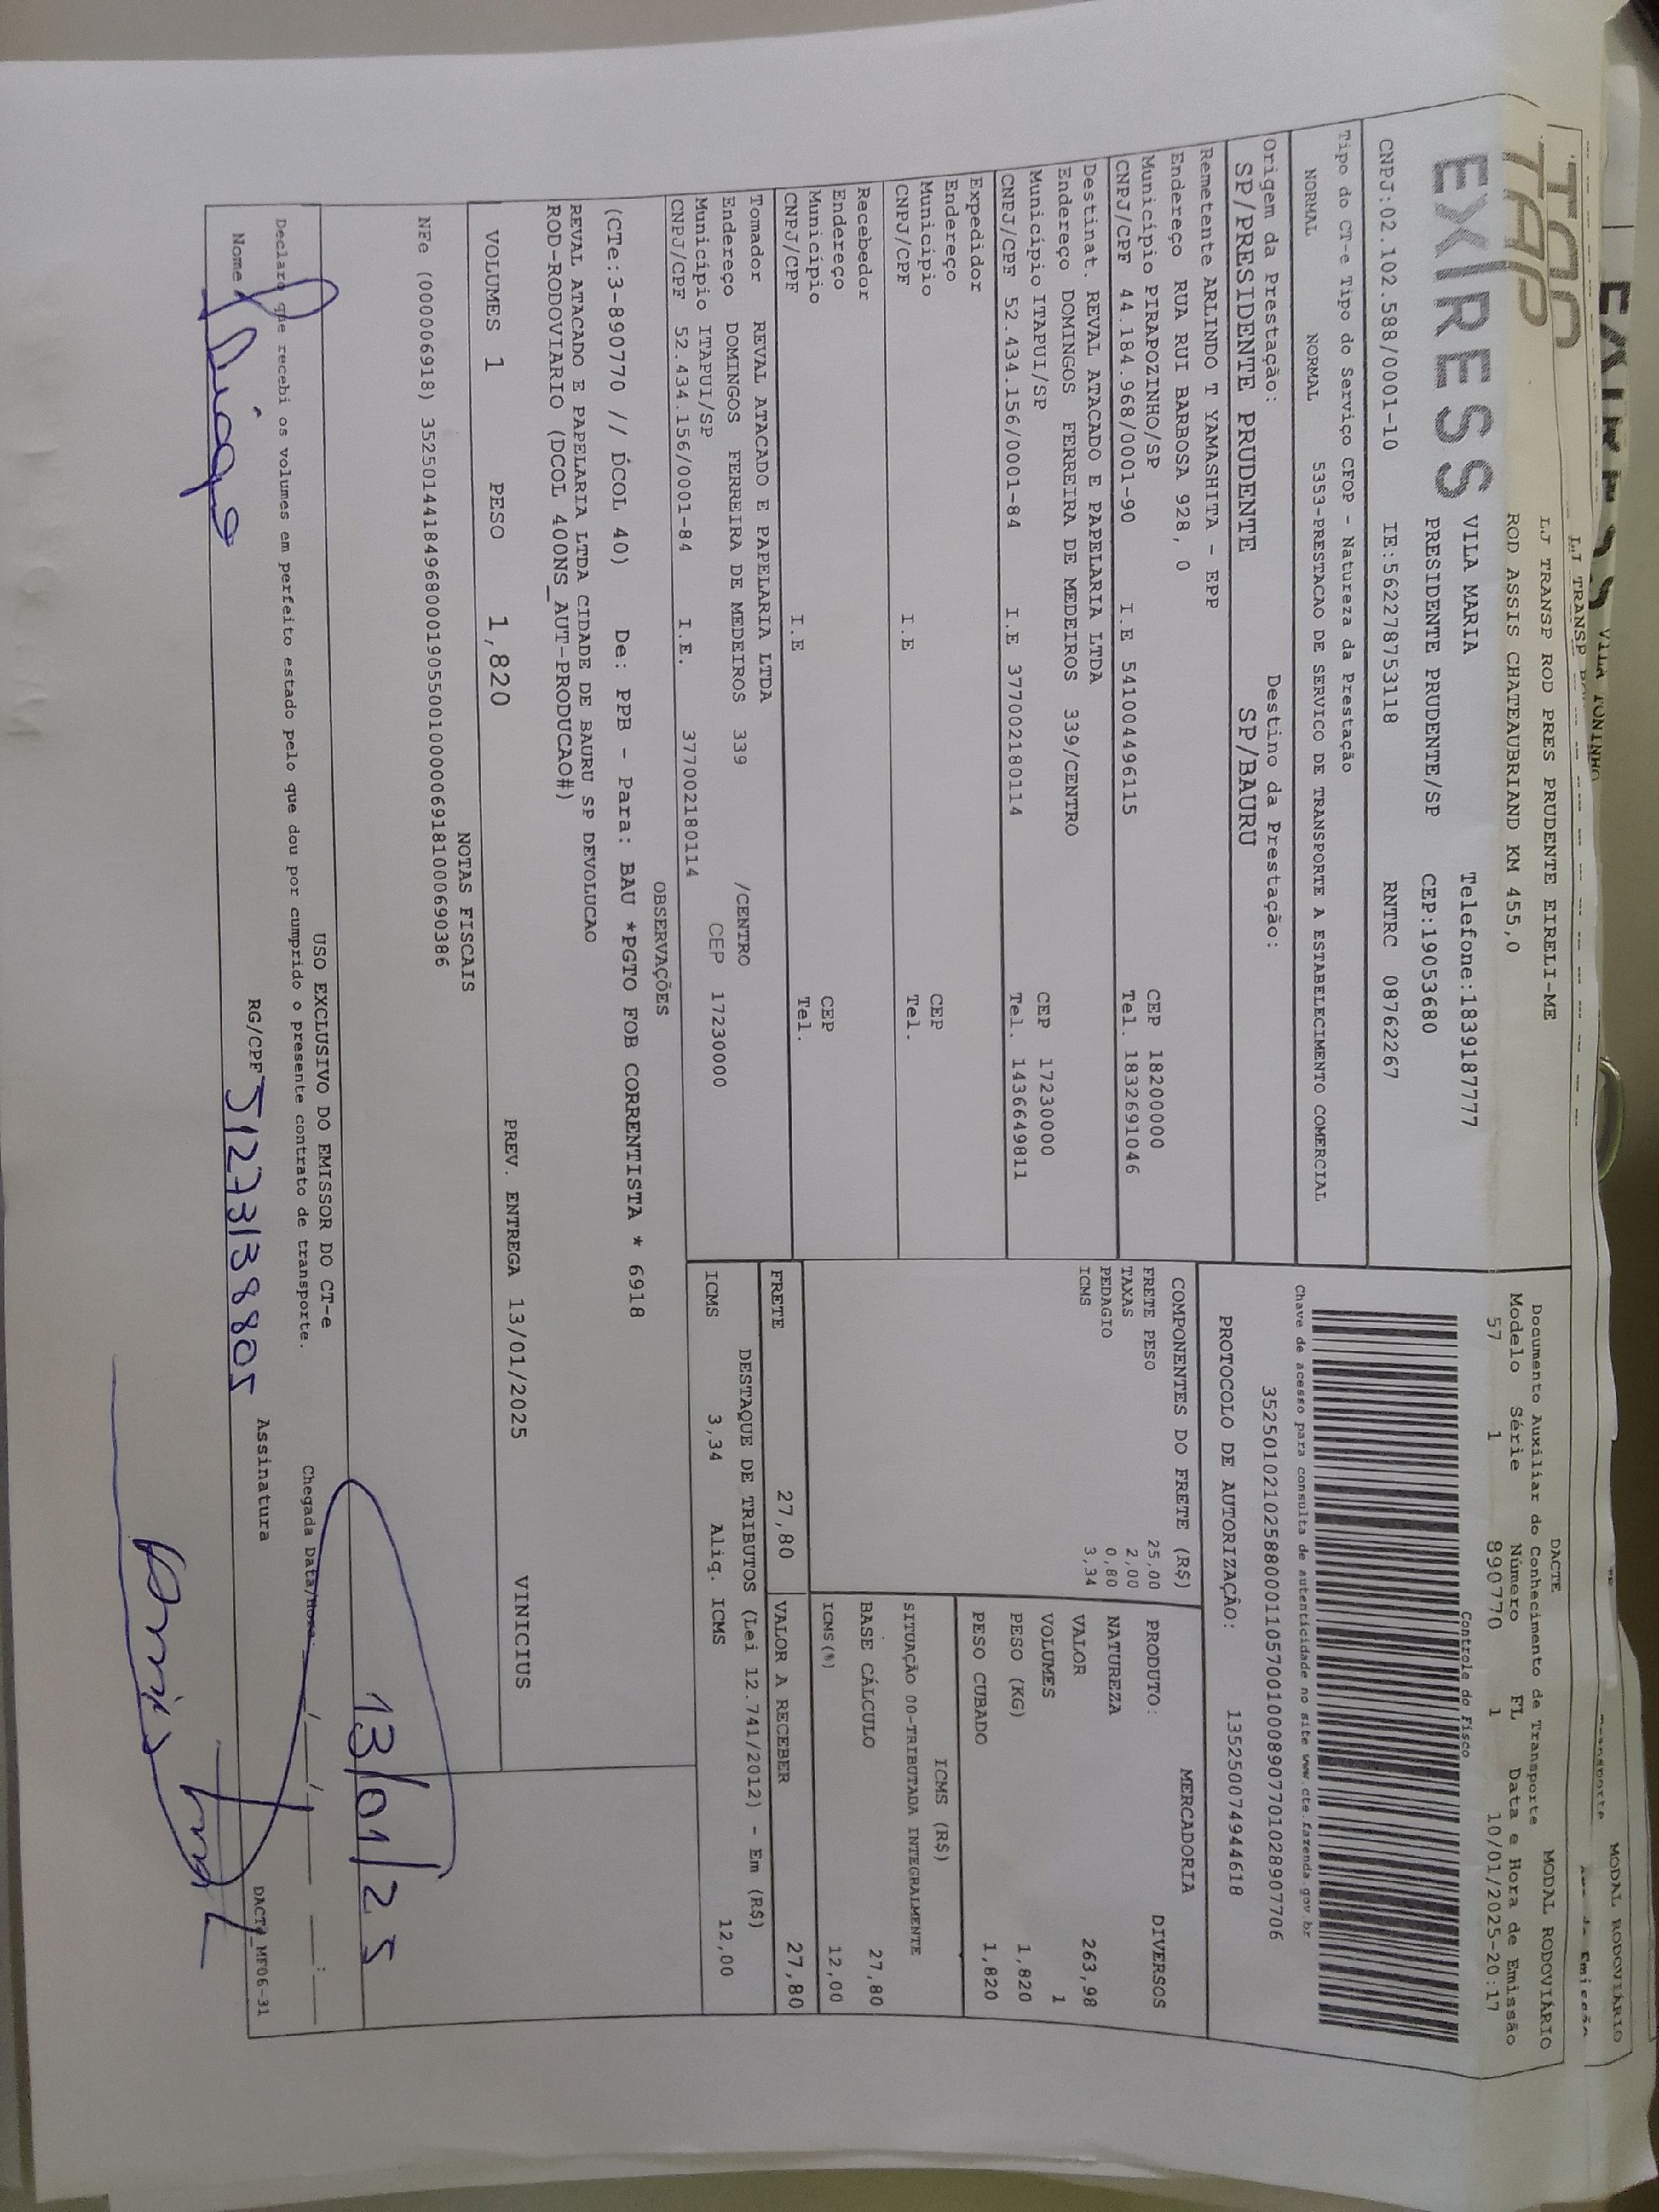 TAP TAP
EXPRESS
LJ TRANSP ROD PRES PRUDENTE EIRELI-ME
ROD ASSIS CHATEAUBRIAND KM 455,0
VILA MARIA Telefone:1839187777
PRESIDENTE PRUDENTE/SP CEP:19053680
CNPJ:02.102.588/0001-10 IE:562278753118 RNTRC 08762267
DACTE
Documento Auxiliar do Conhecimento de Transporte MODAL RODOVIÁRIO
Modelo Série Número FL Data e Hora de Emissão
57 1 890770 1 10/01/2025-20:17
Controle do Fisco
Chave de acesso para consulta de autenticidade no site www.cte.fazenda.gov.br
35250102102588000110570010008907701028907706
PROTOCOLO DE AUTORIZAÇÃO: 135250074944618
Tipo do CT-e Tipo do Serviço CFOP - Natureza da Prestação
NORMAL NORMAL 5353-PRESTACAO DE SERVICO DE TRANSPORTE A ESTABELECIMENTO COMERCIAL
Origem da Prestação: Destino da Prestação:
SP/PRESIDENTE PRUDENTE SP/BAURU
Remetente ARLINDO T YAMASHITA - EPP
Endereço RUA RUI BARBOSA 928, 0
Município PIRAPOZINHO/SP CEP 18200000
CNPJ/CPF 44.184.968/0001-90 I.E 541004496115 Tel. 1832691046
Destinat. REVAL ATACADO E PAPELARIA LTDA
Endereço DOMINGOS FERREIRA DE MEDEIROS 339/CENTRO
Município ITAPUI/SP CEP 17230000
CNPJ/CPF 52.434.156/0001-84 I.E 377002180114 Tel. 1436649811
Expedidor
Endereço
Município CEP
CNPJ/CPF I.E Tel.
Recebedor
Endereço
Município CEP
CNPJ/CPF I.E Tel.
Tomador REVAL ATACADO E PAPELARIA LTDA
Endereço DOMINGOS FERREIRA DE MEDEIROS 339 /CENTRO
Município ITAPUI/SP CEP 17230000
CNPJ/CPF 52.434.156/0001-84 I.E. 377002180114
COMPONENTES DO FRETE (R$)
FRETE PESO 25,00
TAXAS 2,00
PEDAGIO 0,80
ICMS 3,34
MERCADORIA
PRODUTO: DIVERSOS
NATUREZA
VALOR 263,98
VOLUMES 1
PESO (KG) 1,820
PESO CUBADO 1,820
ICMS (R$)
SITUAÇÃO 00-TRIBUTADA INTEGRALMENTE
BASE CÁLCULO 27,80
ICMS(%) 12,00
FRETE 27,80 VALOR A RECEBER 27,80
DESTAQUE DE TRIBUTOS (Lei 12.741/2012) - Em (R$)
ICMS 3,34 Aliq. ICMS 12,00
OBSERVAÇÕES
(CTe:3-890770 // DCOL 40) De: PPB - Para: BAU *PGTO FOB CORRENTISTA * 6918
REVAL ATACADO E PAPELARIA LTDA CIDADE DE BAURU SP DEVOLUCAO
ROD-RODOVIARIO (DCOL 400NS_AUT-PRODUCAO#)
VOLUMES 1 PESO 1,820 PREV. ENTREGA 13/01/2025 VINICIUS
NOTAS FISCAIS
NFe (000006918) 35250144184968000190550010000069181000690386
13/01/25
USO EXCLUSIVO DO EMISSOR DO CT-e
Declaro que recebi os volumes em perfeito estado pelo que dou por cumprido o presente contrato de transporte. Chegada Data/Hora: / / :
Nome RG/CPF 512731388805 Assinatura DACTE_MF06-31